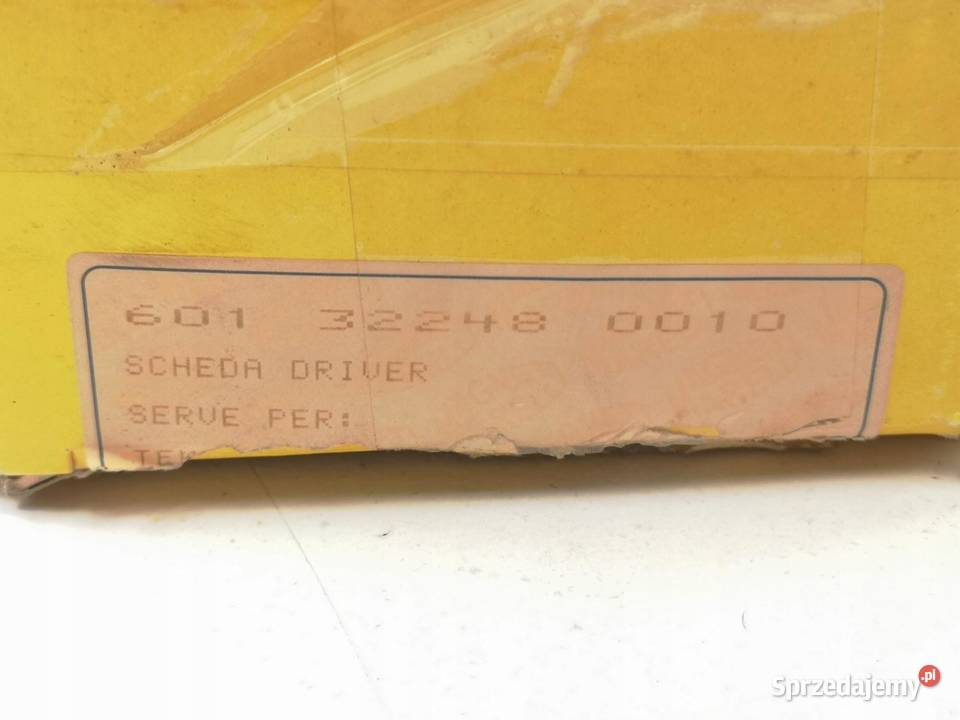 601 32248 0010
SCHEDA DRIVER
SERVE PER:
Sprzedajemy.pl